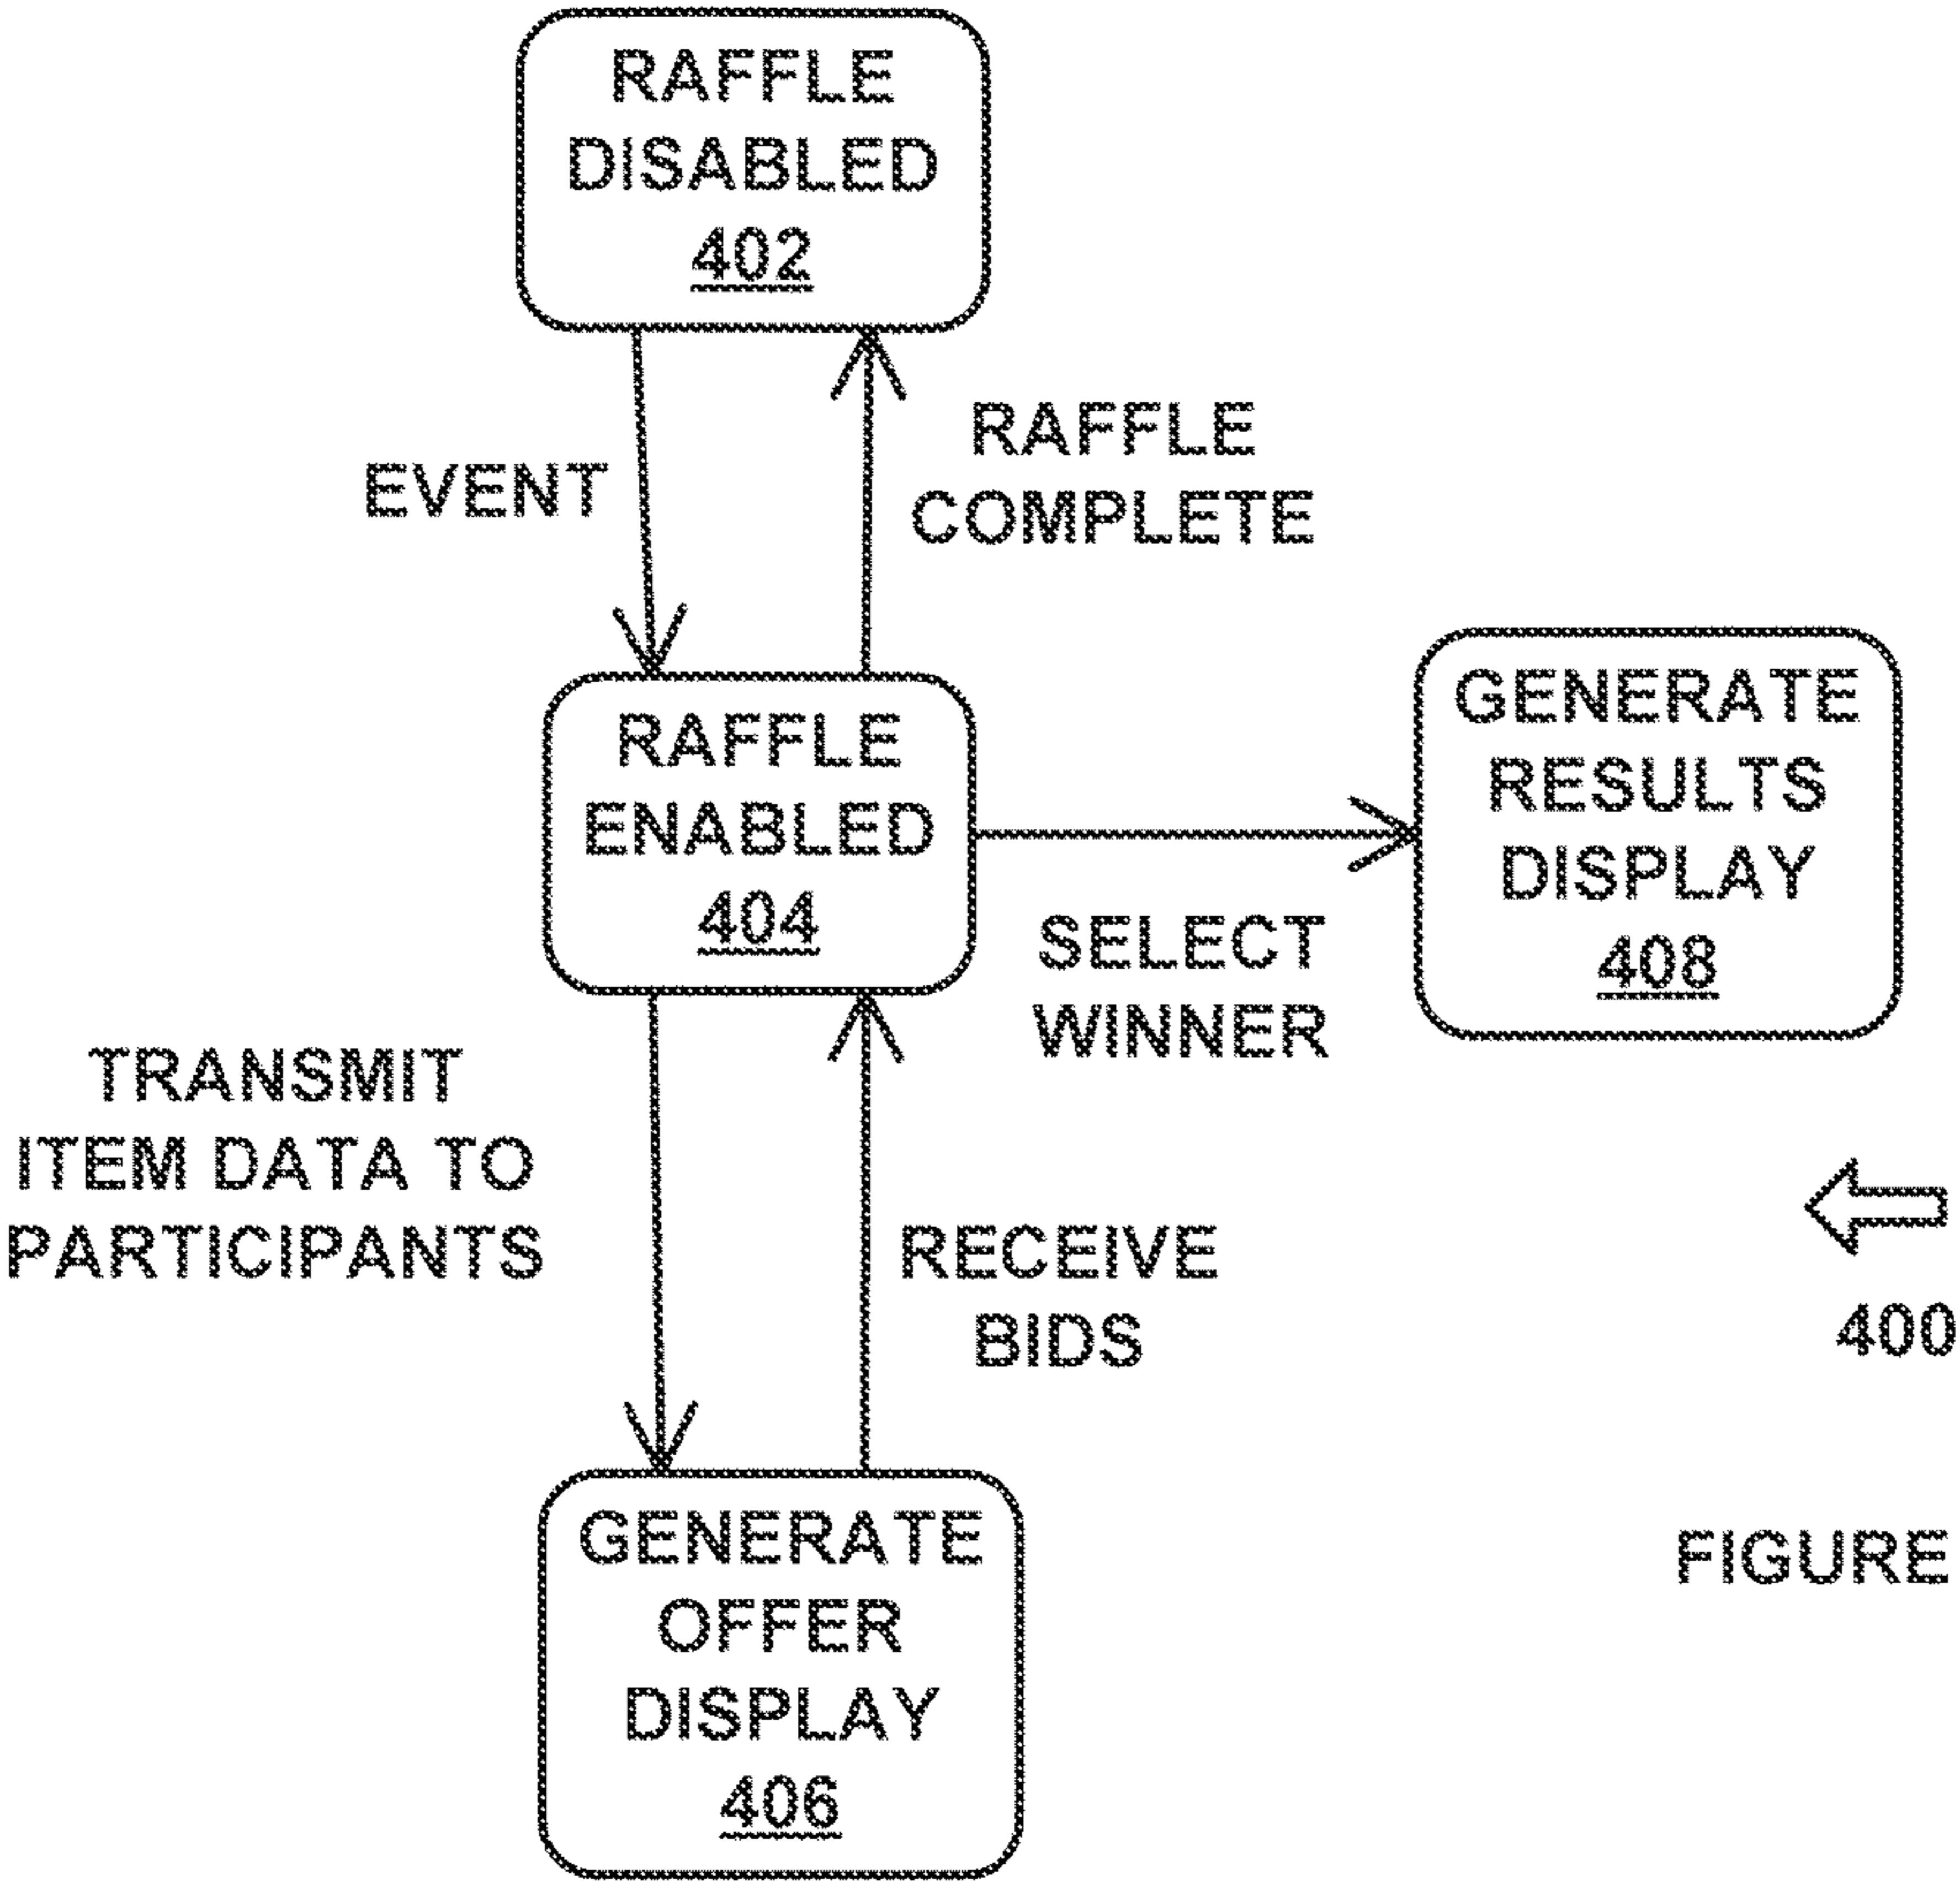 RAFFLE
DISABLED
402
EVENT
RAFFLE
COMPLETE
RAFFLE
ENABLED
404
GENERATE
RESULTS
DISPLAY
408
SELECT
WINNER
TRANSMIT
ITEM DATA TO
PARTICIPANTS
RECEIVE
BIDS
400
GENERATE
OFFER
DISPLAY
406
FIGURE